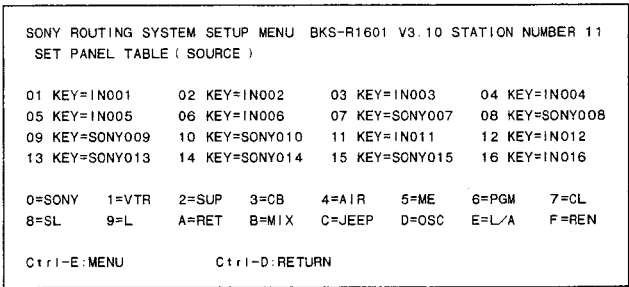 SONY ROUTING SYSTEM SETUP MENU BKS-R1601 V3.10 STATION NUMBER 11
SET PANEL TABLE ( SOURCE )
01 KEY=IN001 02 KEY=IN002 03 KEY=IN003 04 KEY=IN004
05 KEY=IN005 06 KEY=IN006 07 KEY=SONY007 08 KEY=SONY008
09 KEY=SONY009 10 KEY=SONY010 11 KEY=IN011 12 KEY=IN012
13 KEY=SONY013 14 KEY=SONY014 15 KEY=SONY015 16 KEY=IN016
0=SONY 1=VTR 2=SUP 3=CB 4=AIR 5=ME 6=PGM 7=CL
8=SL 9=L A=RET B=MIX C=JEEP D=OSC E=L/A F=REN
Ctrl-E:MENU Ctrl-D:RETURN